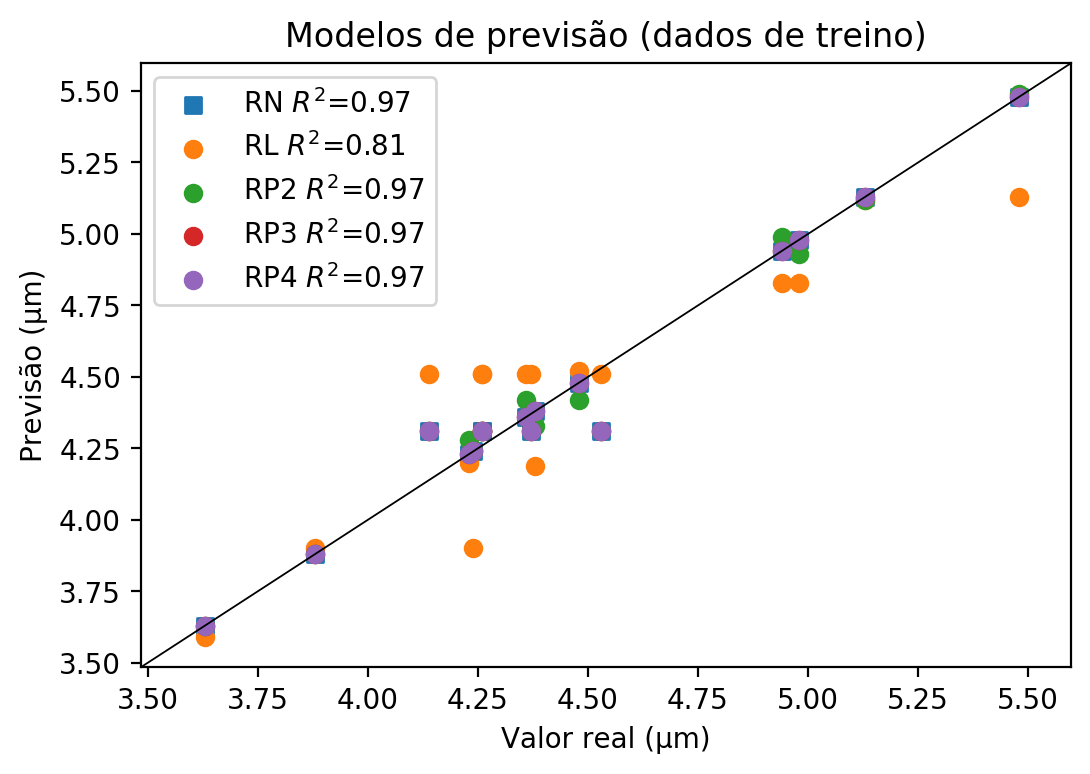 Modelos de previsão (dados de treino)
RN R²=0.97
RL R²=0.81
RP2 R²=0.97
RP3 R²=0.97
RP4 R²=0.97
5.50
5.25
5.00
4.75
4.50
4.25
4.00
3.75
3.50
Previsão (μm)
3.50 3.75 4.00 4.25 4.50 4.75 5.00 5.25 5.50
Valor real (μm)